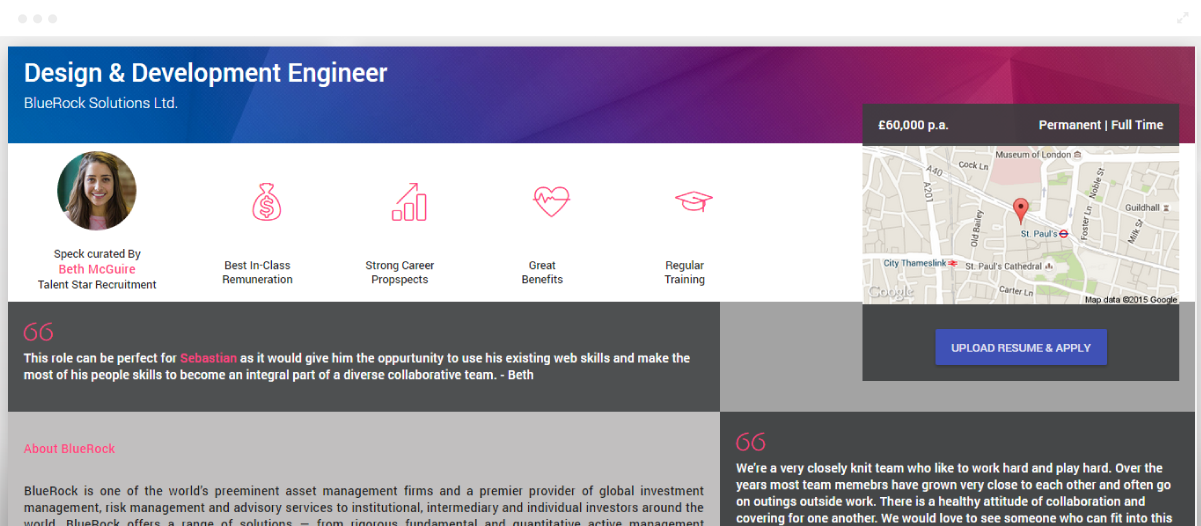 Design & Development Engineer
BlueRock Solutions Ltd.
£60,000 p.a.
Permanent | Full Time
Museum of London
Cock Ln
A40
A201
Noble St
Guildhall
Foster Ln
Milk St
Old Bailey
St. Paul's
City Thameslink
St. Paul's Cathedral
Carter Ln
Google
Map data ©2015 Google
Speck curated By
Beth McGuire
Talent Star Recruitment
Best In-Class
Remuneration
Strong Career
Propspects
Great
Benefits
Regular
Training
UPLOAD RESUME & APPLY
This role can be perfect for Sebastian as it would give him the oppurtunity to use his existing web skills and make the
most of his people skills to become an integral part of a diverse collaborative team. - Beth
About BlueRock
BlueRock is one of the world's preeminent asset management firms and a premier provider of global investment
management, risk management and advisory services to institutional, intermediary and individual investors around the
world. BlueRock offers a range of solutions — from rigorous fundamental and quantitative active management
We're a very closely knit team who like to work hard and play hard. Over the
years most team memebrs have grown very close to each other and often go
on outings outside work. There is a healthy attitude of collaboration and
covering for one another. We would love to see someone who can fit into this